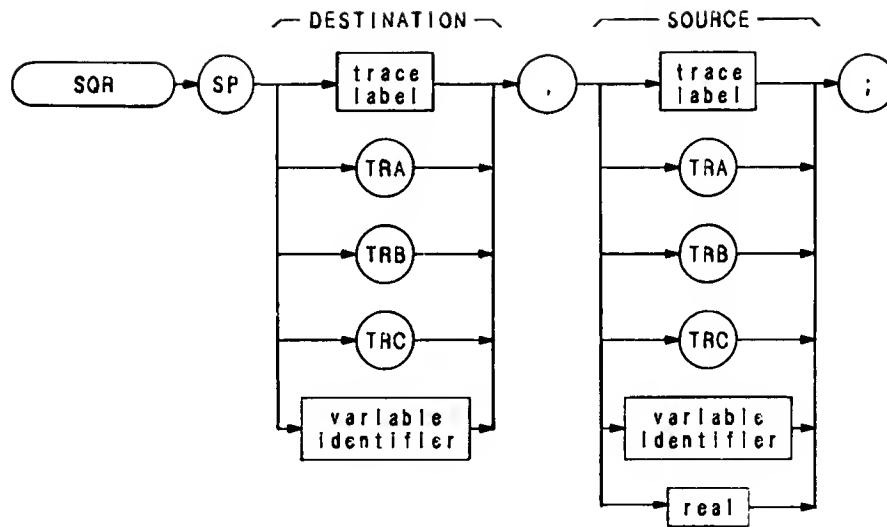 DESTINATION SOURCE
SQR SP trace label , trace label ;
TRA TRA
TRB TRB
TRC TRC
variable identifier variable identifier
real